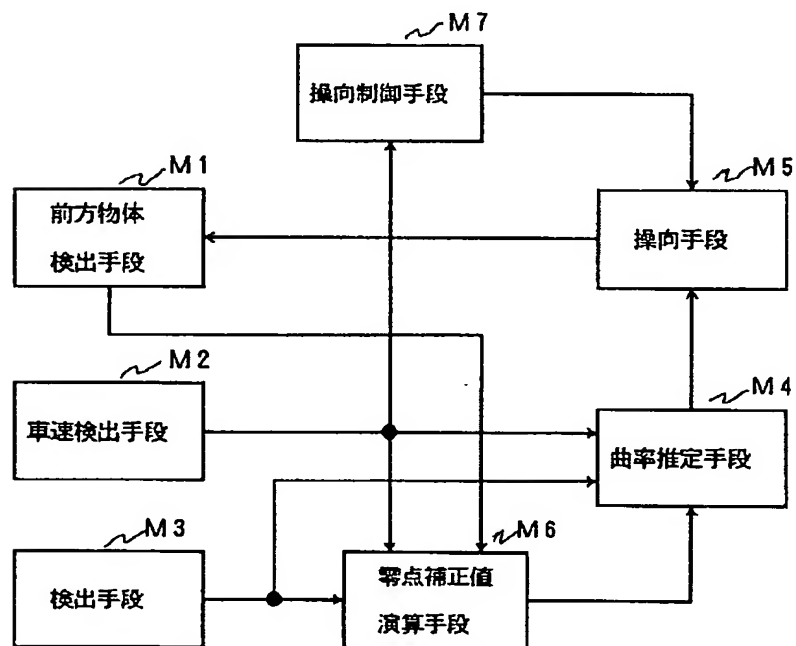 M7
操向制御手段
M1
前方物体
検出手段
M5
操向手段
M2
車速検出手段
M4
曲率推定手段
M3
検出手段
M6
零点補正値
演算手段